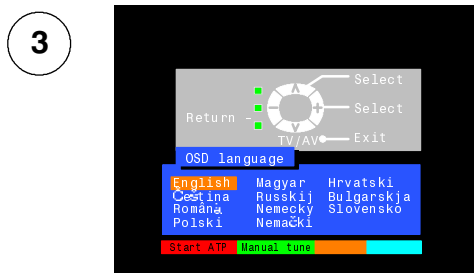 3
Select
Select
Return
TV/AV Exit
OSD language
English Magyar Hrvatski
Čeština Russkij Bulgarskja
Română Nemecky Slovensko
Polski Nemački
Start ATP Manual tune